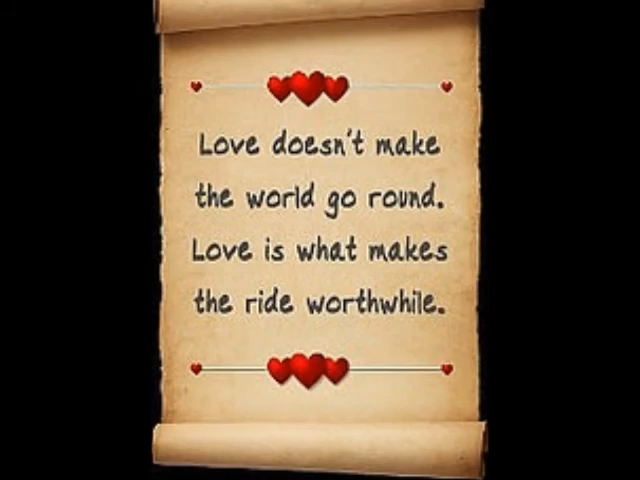 Love doesn't make
the world go round.
Love is what makes
the ride worthwhile.